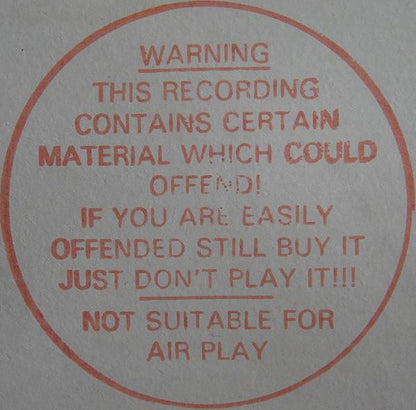 WARNING
THIS RECORDING
CONTAINS CERTAIN
MATERIAL WHICH COULD
OFFEND!
IF YOU ARE EASILY
OFFENDED STILL BUY IT
JUST DON'T PLAY IT!!!
NOT SUITABLE FOR
AIR PLAY